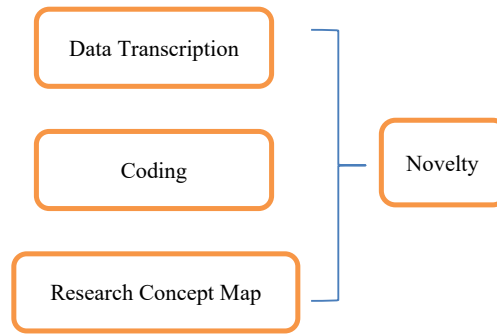 Data Transcription
Coding
Novelty
Research Concept Map